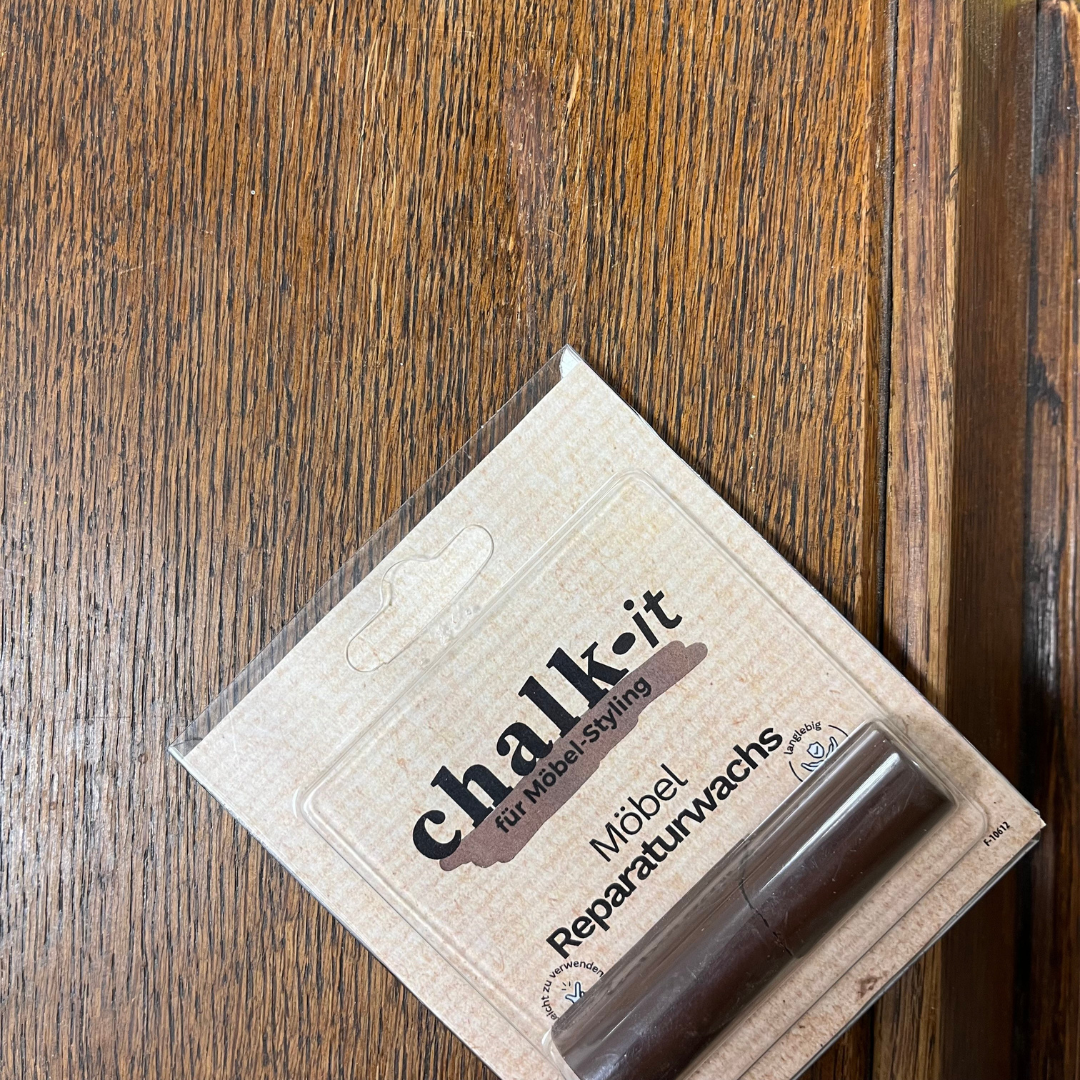 chalk•it
für Möbel-Styling
Möbel
Reparaturwachs
langlebig
leicht zu verwenden
F-10612